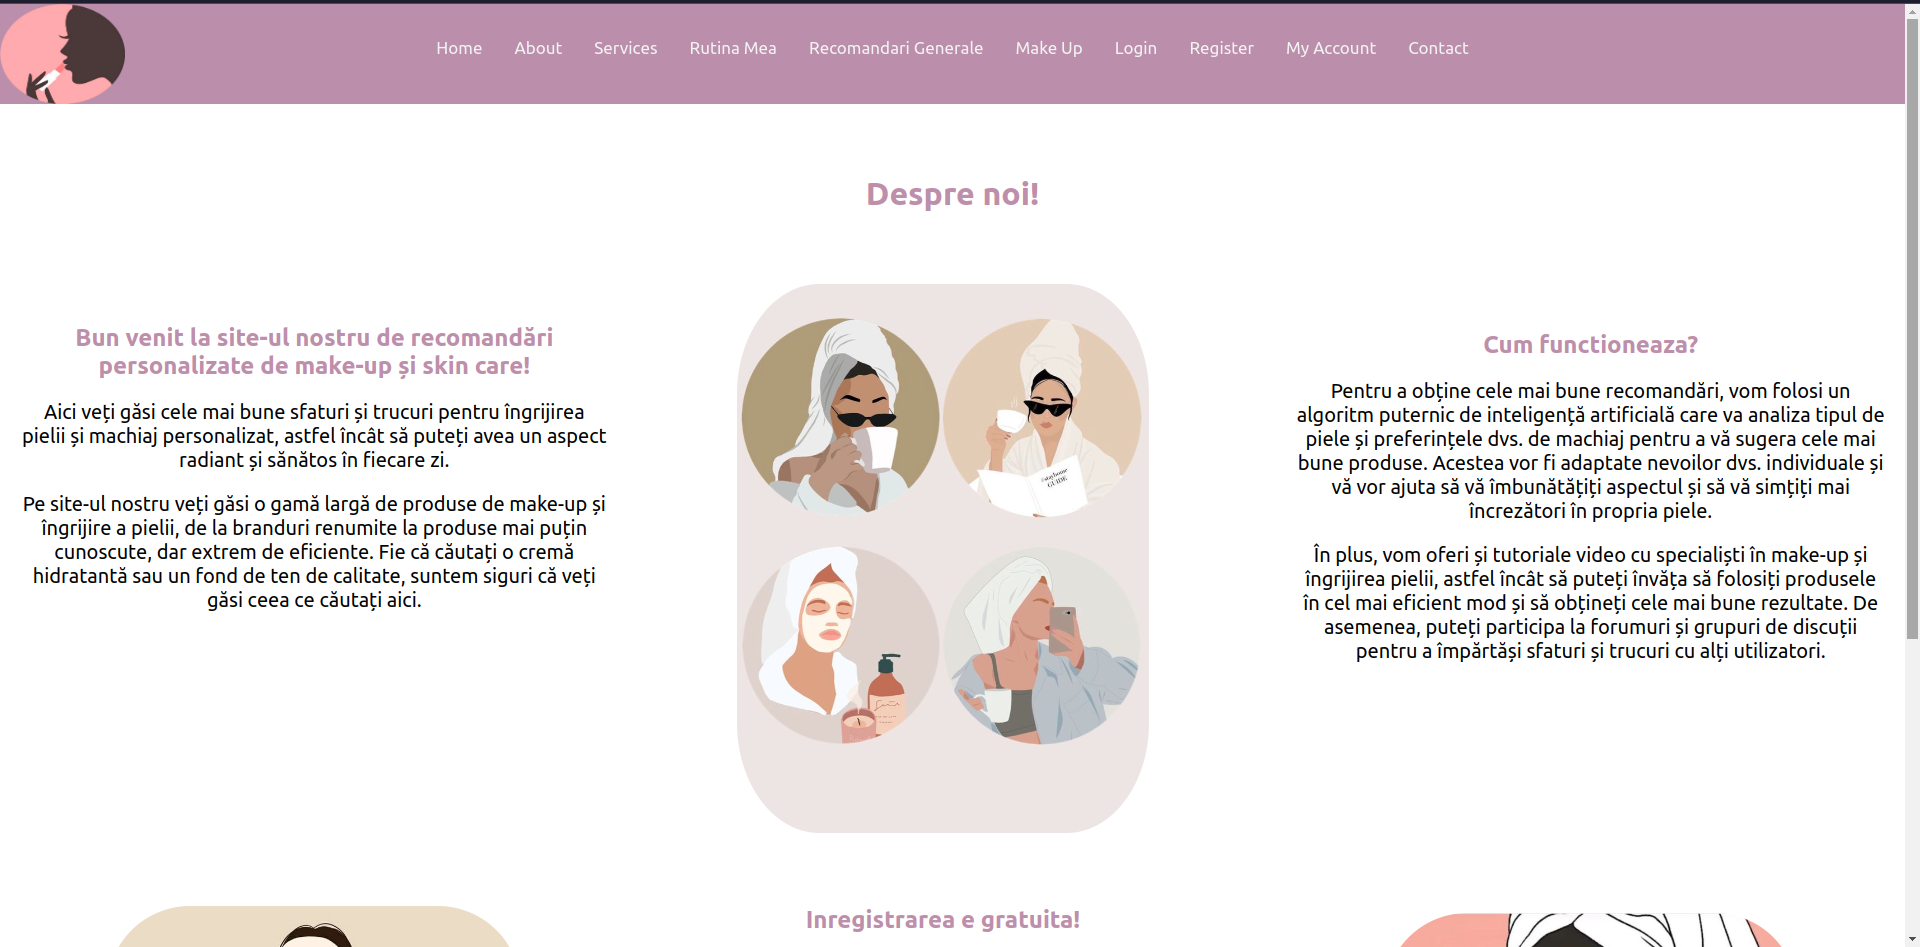 Home About Services Rutina Mea Recomandari Generale Make Up Login Register My Account Contact
Despre noi!
Bun venit la site-ul nostru de recomandări
personalizate de make-up și skin care!
Aici veți găsi cele mai bune sfaturi și trucuri pentru îngrijirea
pielii și machiaj personalizat, astfel încât să puteți avea un aspect
radiant și sănătos în fiecare zi.
Pe site-ul nostru veți găsi o gamă largă de produse de make-up și
îngrijire a pielii, de la branduri renumite la produse mai puțin
cunoscute, dar extrem de eficiente. Fie că căutați o cremă
hidratantă sau un fond de ten de calitate, suntem siguri că veți
găsi ceea ce căutați aici.
GUIDE
Cum functioneaza?
Pentru a obține cele mai bune recomandări, vom folosi un
algoritm puternic de inteligență artificială care va analiza tipul de
piele și preferințele dvs. de machiaj pentru a vă sugera cele mai
bune produse. Acestea vor fi adaptate nevoilor dvs. individuale și
vă vor ajuta să vă îmbunătățiți aspectul și să vă simțiți mai
încrezători în propria piele.
În plus, vom oferi și tutoriale video cu specialiști în make-up și
îngrijirea pielii, astfel încât să puteți învăța să folosiți produsele
în cel mai eficient mod și să obțineți cele mai bune rezultate. De
asemenea, puteți participa la forumuri și grupuri de discuții
pentru a împărtăși sfaturi și trucuri cu alți utilizatori.
Inregistrarea e gratuita!